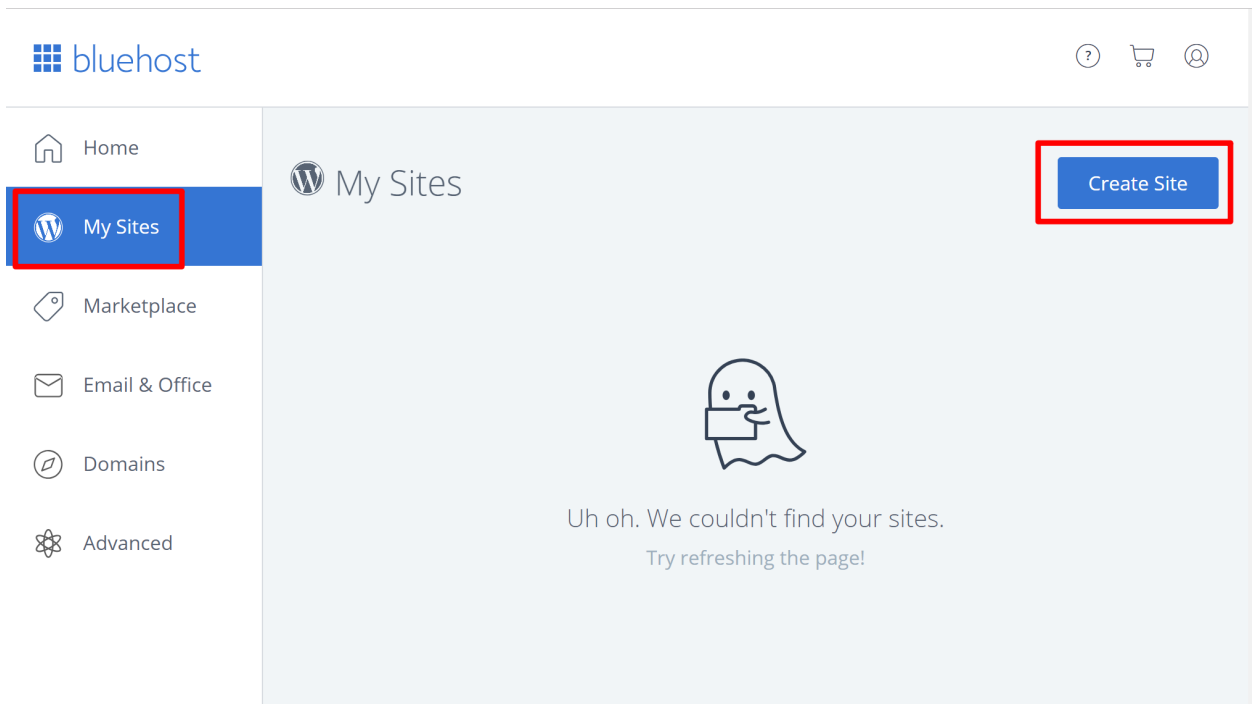 bluehost
?
Home
My Sites
Marketplace
Email & Office
Domains
Advanced
My Sites
Create Site
Uh oh. We couldn't find your sites.
Try refreshing the page!